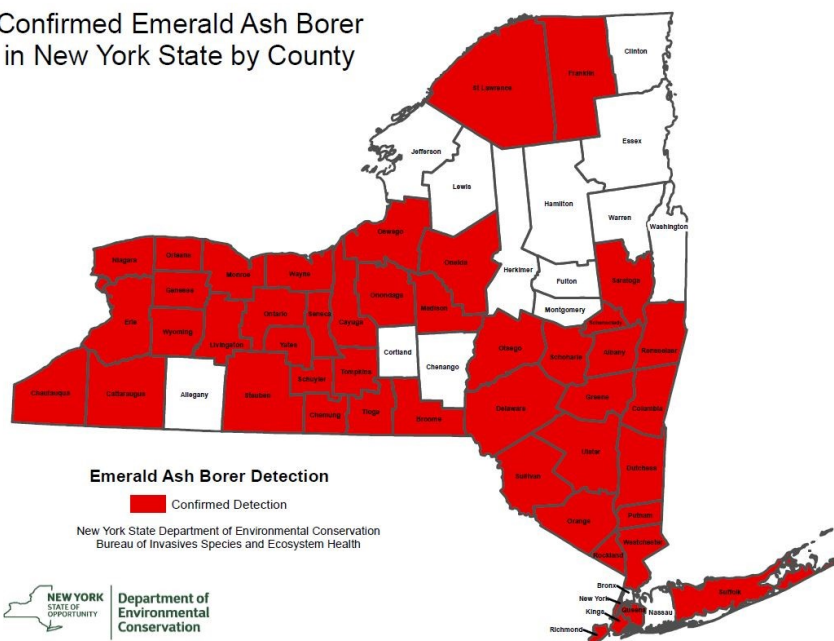 Confirmed Emerald Ash Borer
in New York State by County
Clinton
Franklin
St Lawrence
Essex
Jefferson
Lewis
Hamilton
Warren
Washington
Oswego
Oneida
Herkimer
Fulton
Saratoga
Montgomery
Niagara
Orleans
Monroe
Wayne
Genesee
Onondaga
Madison
Erie
Wyoming
Ontario
Seneca
Cayuga
Livingston
Yates
Cortland
Chenango
Otsego
Schoharie
Albany
Rensselaer
Schuyler
Tompkins
Chautauqua
Cattaraugus
Allegany
Steuben
Chemung
Tioga
Broome
Delaware
Greene
Columbia
Ulster
Dutchess
Sullivan
Orange
Putnam
Westchester
Rockland
Bronx
New York
Kings
Queens
Nassau
Suffolk
Richmond
Emerald Ash Borer Detection
Confirmed Detection
New York State Department of Environmental Conservation
Bureau of Invasives Species and Ecosystem Health
NEW YORK
STATE OF
OPPORTUNITY
Department of
Environmental
Conservation